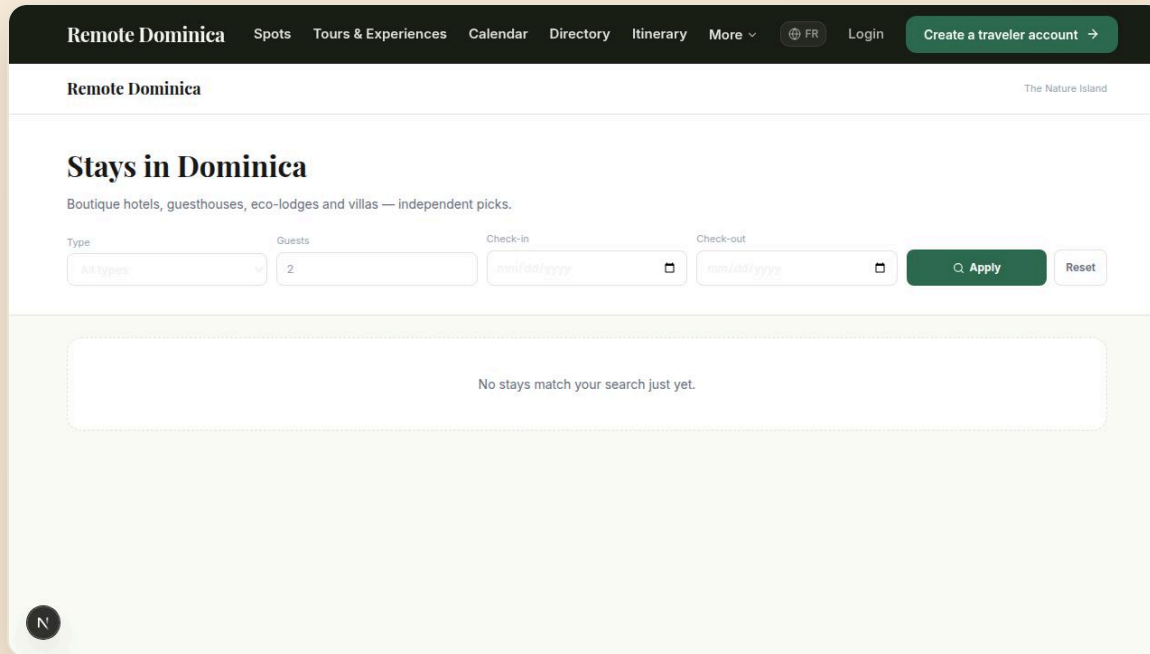 Remote Dominica Spots Tours & Experiences Calendar Directory Itinerary More FR Login Create a traveler account →
Remote Dominica The Nature Island
Stays in Dominica
Boutique hotels, guesthouses, eco-lodges and villas — independent picks.
Type Guests Check-in Check-out
All types 2 mm/dd/yyyy mm/dd/yyyy Apply Reset
No stays match your search just yet.
N